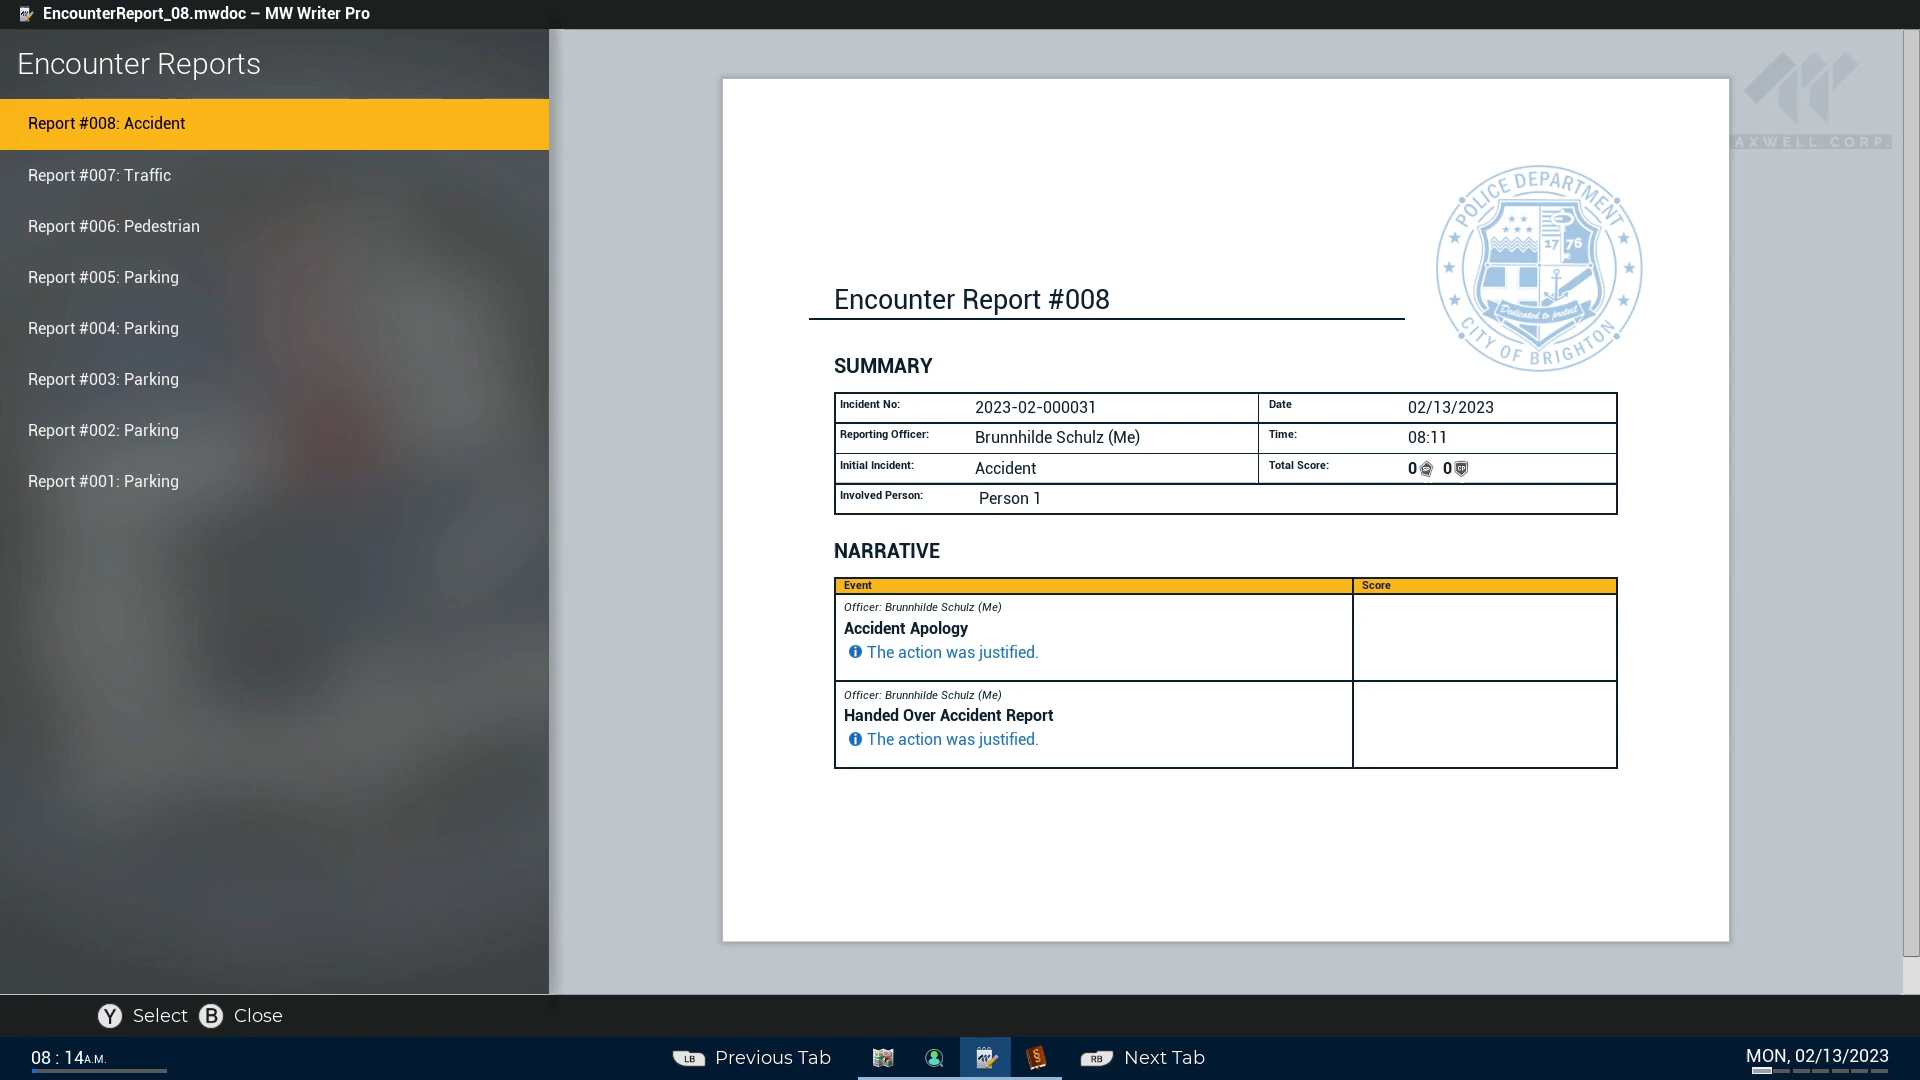 EncounterReport_08.mwdoc – MW Writer Pro
Encounter Reports
Report #008: Accident
Report #007: Traffic
Report #006: Pedestrian
Report #005: Parking
Report #004: Parking
Report #003: Parking
Report #002: Parking
Report #001: Parking
AXWELL CORP.
POLICE DEPARTMENT
17 76
Dedicated to protect
CITY OF BRIGHTON
Encounter Report #008
SUMMARY
Incident No: 2023-02-000031 Date 02/13/2023
Reporting Officer: Brunnhilde Schulz (Me) Time: 08:11
Initial Incident: Accident Total Score: 0 0 CP
Involved Person: Person 1
NARRATIVE
Event Score
Officer: Brunnhilde Schulz (Me)
Accident Apology
The action was justified.
Officer: Brunnhilde Schulz (Me)
Handed Over Accident Report
The action was justified.
Y Select B Close
08 : 14 A.M. LB Previous Tab RB Next Tab MON, 02/13/2023